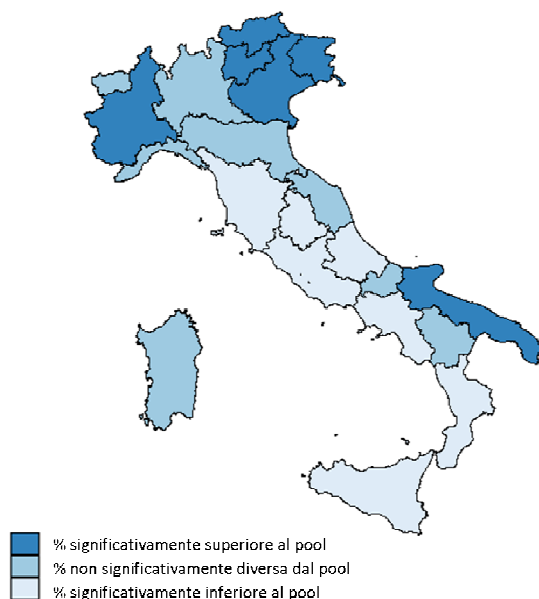 % significativamente superiore al pool
% non significativamente diversa dal pool
% significativamente inferiore al pool